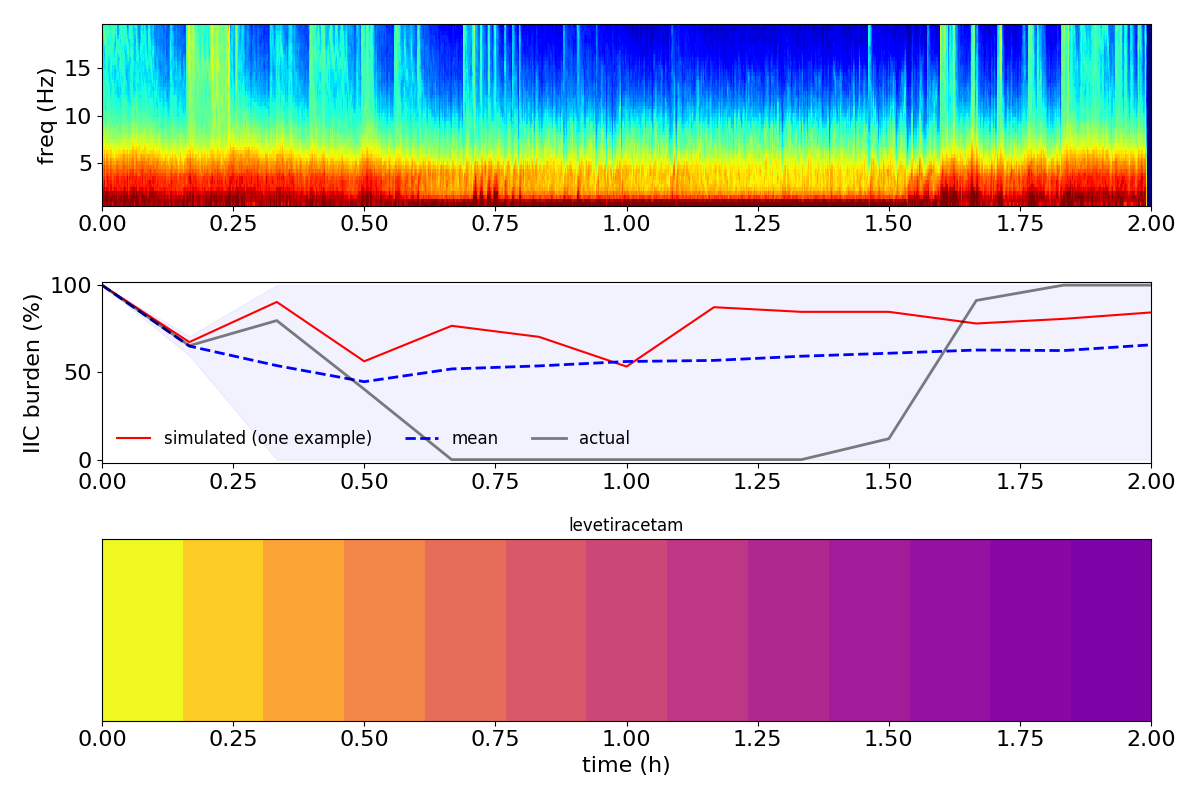 freq (Hz)
15
10
5
0.00 0.25 0.50 0.75 1.00 1.25 1.50 1.75 2.00
IIC burden (%)
100
50
0
simulated (one example) mean actual
0.00 0.25 0.50 0.75 1.00 1.25 1.50 1.75 2.00
levetiracetam
0.00 0.25 0.50 0.75 1.00 1.25 1.50 1.75 2.00
time (h)